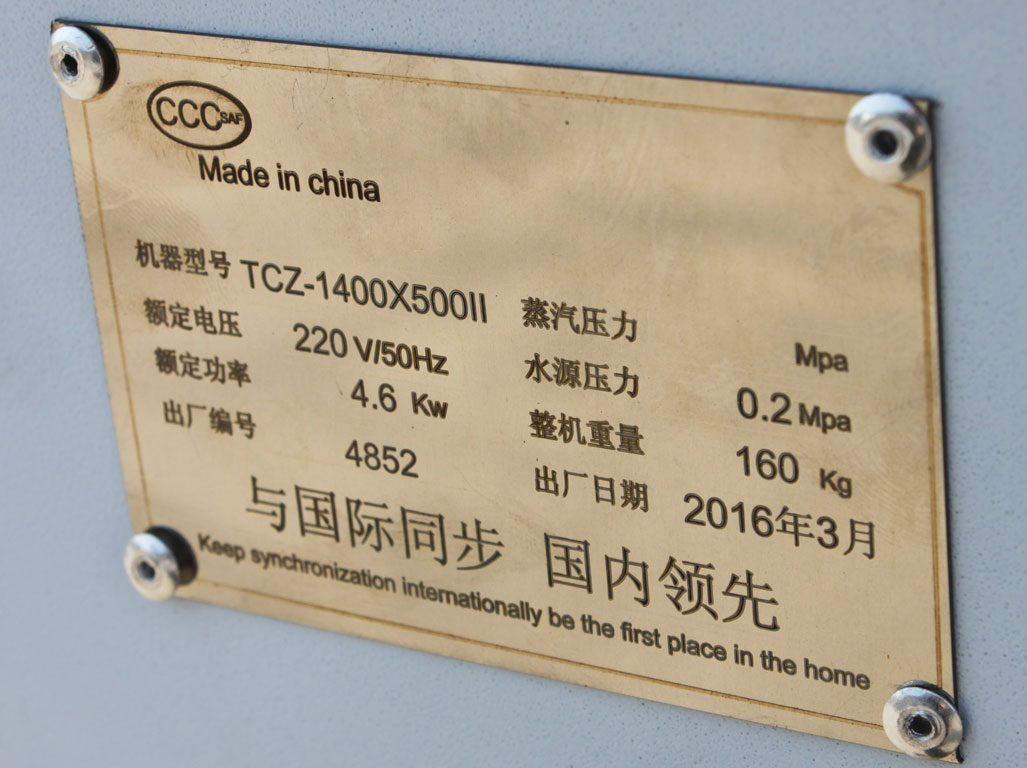 CCC SAF
Made in china
机器型号 TCZ-1400X500II
额定电压 220 V/50Hz
额定功率 4.6 Kw
出厂编号 4852
蒸汽压力 Mpa
水源压力 0.2 Mpa
整机重量 160 Kg
出厂日期 2016年3月
与国际同步 国内领先
Keep synchronization internationally be the first place in the home